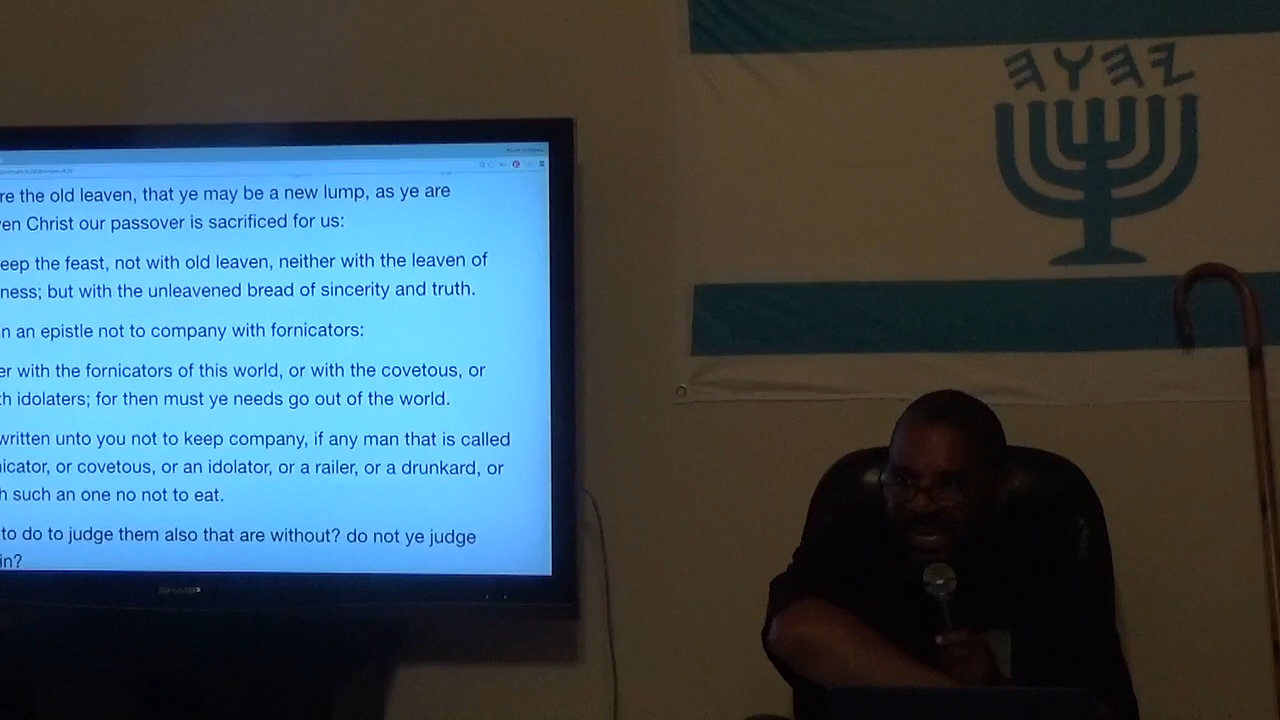 re the old leaven, that ye may be a new lump, as ye are
ven Christ our passover is sacrificed for us:
eep the feast, not with old leaven, neither with the leaven of
ness; but with the unleavened bread of sincerity and truth.
n an epistle not to company with fornicators:
er with the fornicators of this world, or with the covetous, or
th idolaters; for then must ye needs go out of the world.
written unto you not to keep company, if any man that is called
nicator, or covetous, or an idolator, or a railer, or a drunkard, or
h such an one no not to eat.
to do to judge them also that are without? do not ye judge
in?
SHARP
𐤉𐤄𐤅𐤄